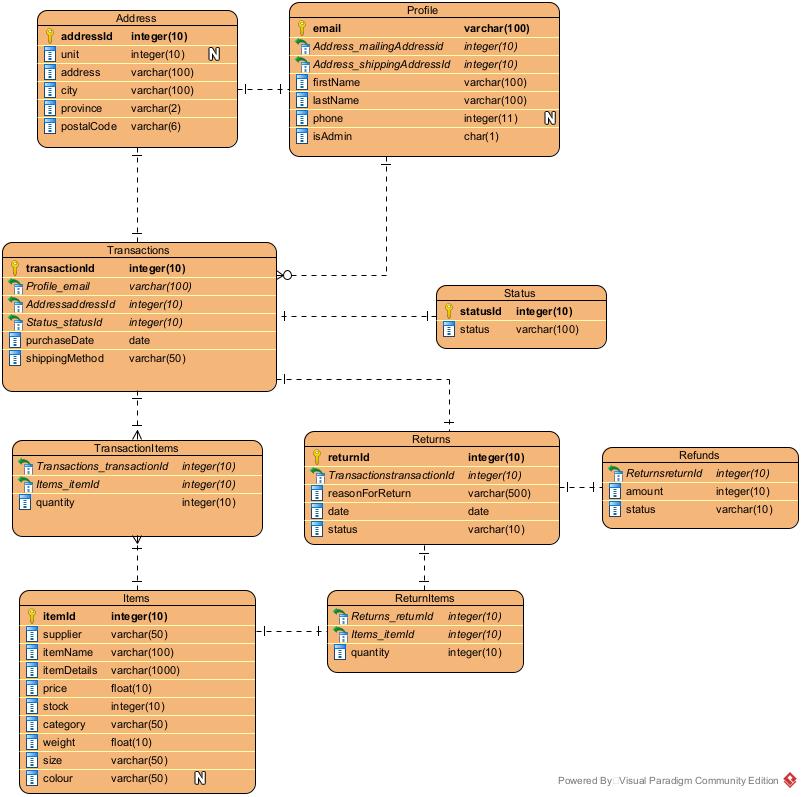 Address
addressId integer(10)
unit integer(10) N
address varchar(100)
city varchar(100)
province varchar(2)
postalCode varchar(6)
Profile
email varchar(100)
Address_mailingAddressid integer(10)
Address_shippingAddressId integer(10)
firstName varchar(100)
lastName varchar(100)
phone integer(11) N
isAdmin char(1)
Transactions
transactionId integer(10)
Profile_email varchar(100)
AddressaddressId integer(10)
Status_statusId integer(10)
purchaseDate date
shippingMethod varchar(50)
Status
statusId integer(10)
status varchar(100)
TransactionItems
Transactions_transactionId integer(10)
Items_itemId integer(10)
quantity integer(10)
Returns
returnId integer(10)
TransactionstransactionId integer(10)
reasonForReturn varchar(500)
date date
status varchar(10)
Refunds
ReturnsreturnId integer(10)
amount integer(10)
status varchar(10)
Items
itemId integer(10)
supplier varchar(50)
itemName varchar(100)
itemDetails varchar(1000)
price float(10)
stock integer(10)
category varchar(50)
weight float(10)
size varchar(50)
colour varchar(50) N
ReturnItems
Returns_returnId integer(10)
Items_itemId integer(10)
quantity integer(10)
Powered By: Visual Paradigm Community Edition